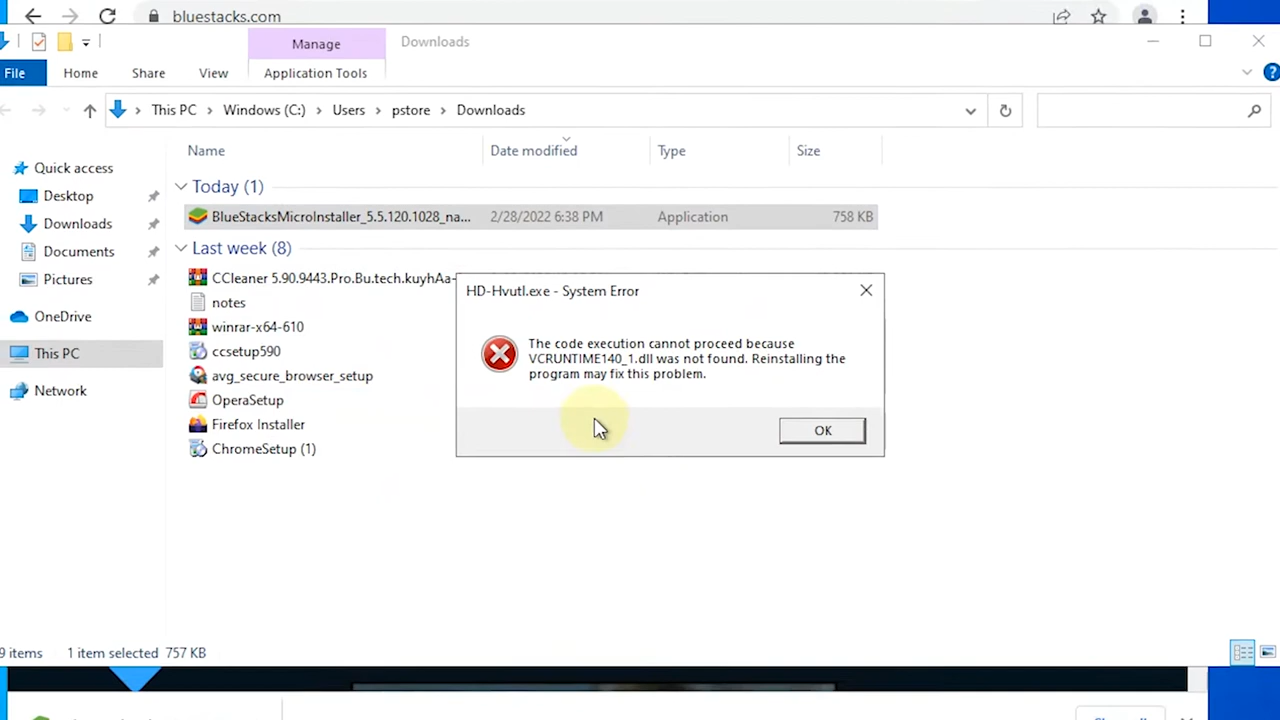 bluestacks.com
Manage
Downloads
File
Home
Share
View
Application Tools
This PC
Windows (C:)
Users
pstore
Downloads
Name
Date modified
Type
Size
Quick access
Desktop
Downloads
Documents
Pictures
OneDrive
This PC
Network
Today (1)
BlueStacksMicroInstaller_5.5.120.1028_na...
2/28/2022 6:38 PM
Application
758 KB
Last week (8)
CCleaner 5.90.9443.Pro.Bu.tech.kuyhAa-
notes
winrar-x64-610
ccsetup590
avg_secure_browser_setup
OperaSetup
Firefox Installer
ChromeSetup (1)
HD-Hvutl.exe - System Error
The code execution cannot proceed because
VCRUNTIME140_1.dll was not found. Reinstalling the
program may fix this problem.
OK
9 items
1 item selected 757 KB